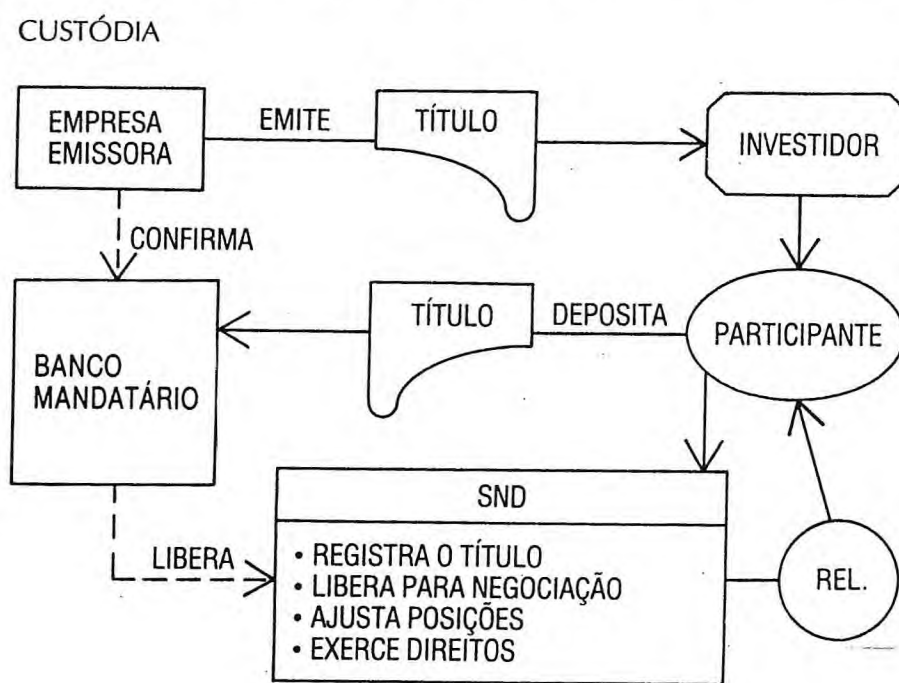 CUSTÓDIA
EMPRESA
EMISSORA
EMITE
TÍTULO
INVESTIDOR
CONFIRMA
BANCO
MANDATÁRIO
TÍTULO
DEPOSITA
PARTICIPANTE
LIBERA
SND
• REGISTRA O TÍTULO
• LIBERA PARA NEGOCIAÇÃO
• AJUSTA POSIÇÕES
• EXERCE DIREITOS
REL.